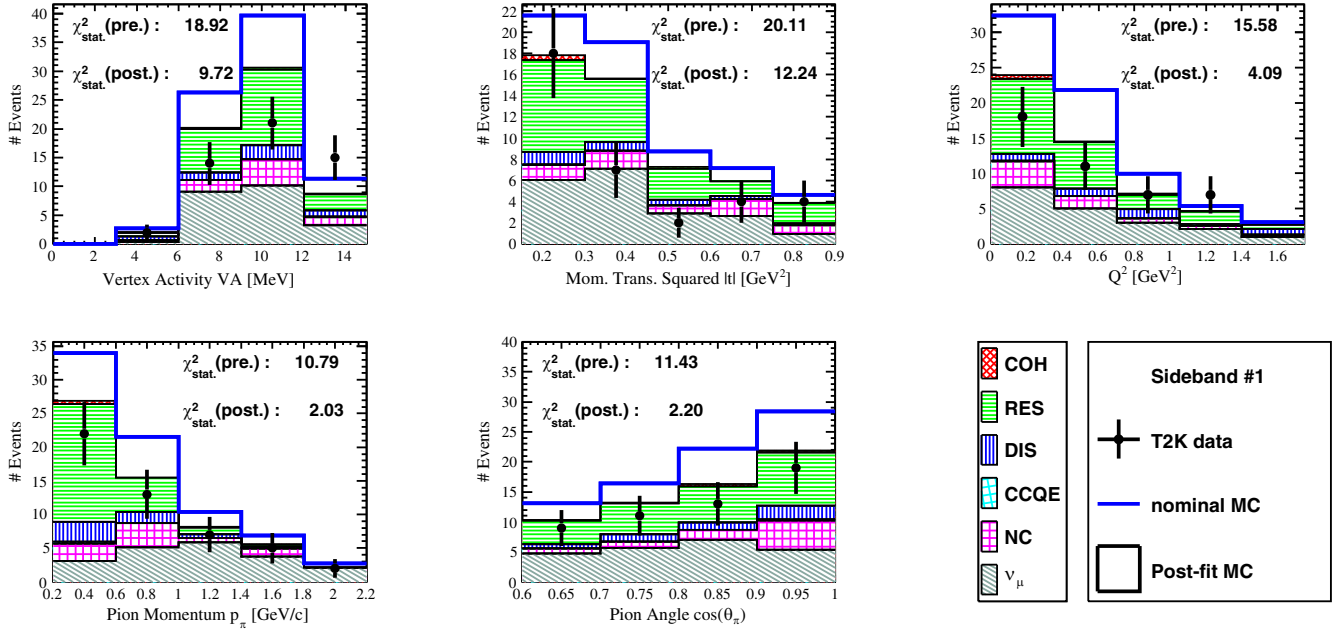 # Events
40
35
30
25
20
15
10
5
0
χ²stat.(pre.) : 18.92
χ²stat.(post.) : 9.72
0 2 4 6 8 10 12 14
Vertex Activity VA [MeV]
# Events
22
20
18
16
14
12
10
8
6
4
2
0
χ²stat.(pre.) : 20.11
χ²stat.(post.) : 12.24
0.2 0.3 0.4 0.5 0.6 0.7 0.8 0.9
Mom. Trans. Squared |t| [GeV²]
# Events
30
25
20
15
10
5
0
χ²stat.(pre.) : 15.58
χ²stat.(post.) : 4.09
0 0.2 0.4 0.6 0.8 1 1.2 1.4 1.6
Q² [GeV²]
# Events
35
30
25
20
15
10
5
0
χ²stat.(pre.) : 10.79
χ²stat.(post.) : 2.03
0.2 0.4 0.6 0.8 1 1.2 1.4 1.6 1.8 2 2.2
Pion Momentum pπ [GeV/c]
# Events
40
35
30
25
20
15
10
5
0
χ²stat.(pre.) : 11.43
χ²stat.(post.) : 2.20
0.6 0.65 0.7 0.75 0.8 0.85 0.9 0.95 1
Pion Angle cos(θπ)
COH
RES
DIS
CCQE
NC
νμ
Sideband #1
T2K data
nominal MC
Post-fit MC